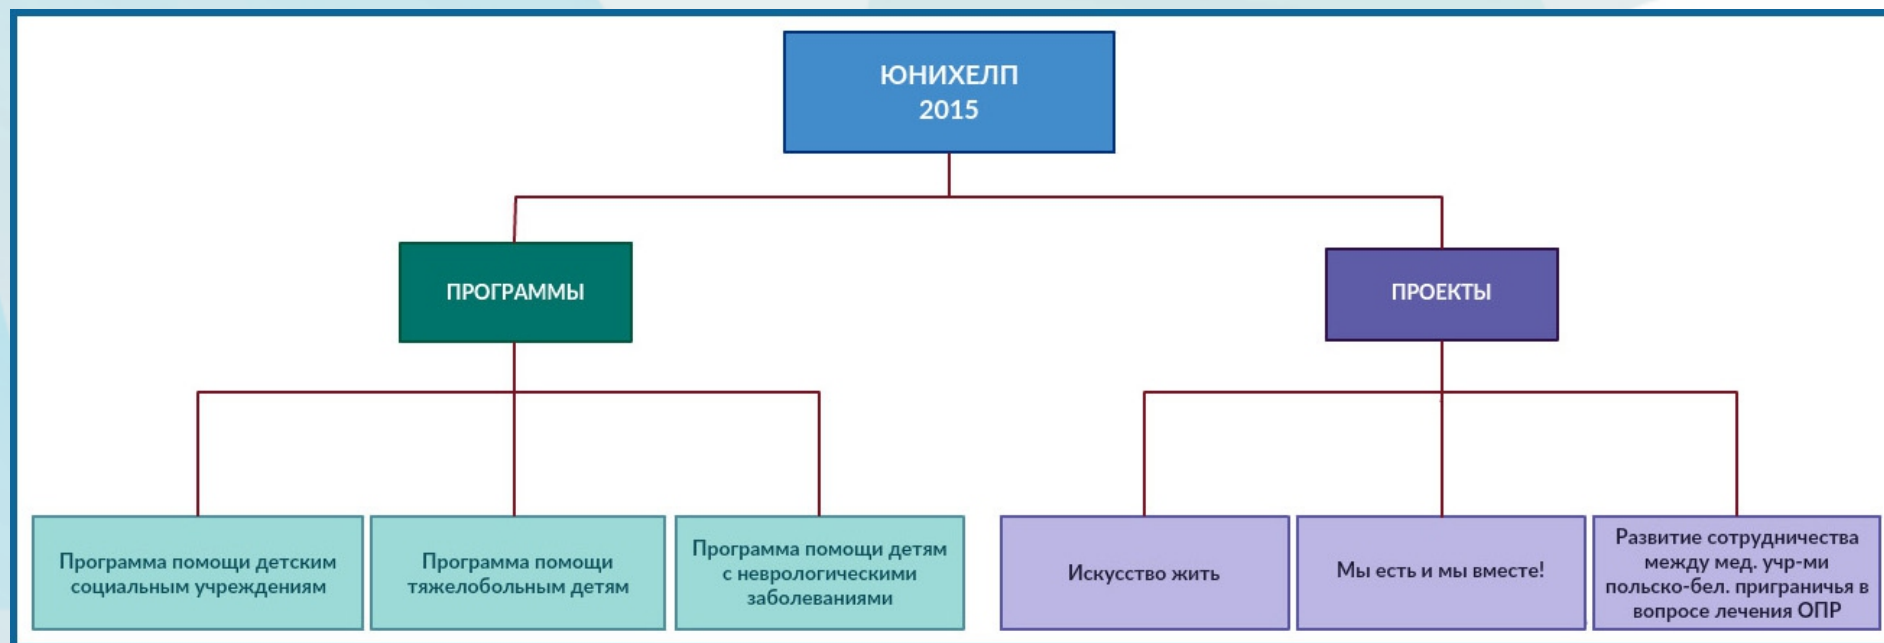 ЮНИХЕЛП
2015
ПРОГРАММЫ
ПРОЕКТЫ
Программа помощи детским
социальным учреждениям
Программа помощи
тяжелобольным детям
Программа помощи детям
с неврологическими
заболеваниями
Искусство жить
Мы есть и мы вместе!
Развитие сотрудничества
между мед. учр-ми
польско-бел. приграничья в
вопросе лечения ОПР